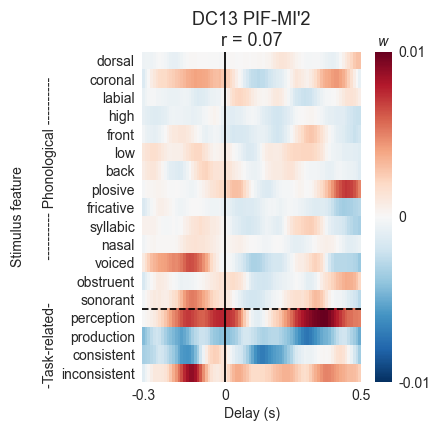 DC13 PIF-MI'2
r = 0.07
w
dorsal
coronal
labial
high
front
low
back
plosive
fricative
syllabic
nasal
voiced
obstruent
sonorant
perception
production
consistent
inconsistent
Stimulus feature
-Task-related- ----------- Phonological ----------
-0.3
0
0.5
Delay (s)
0.01
0
-0.01